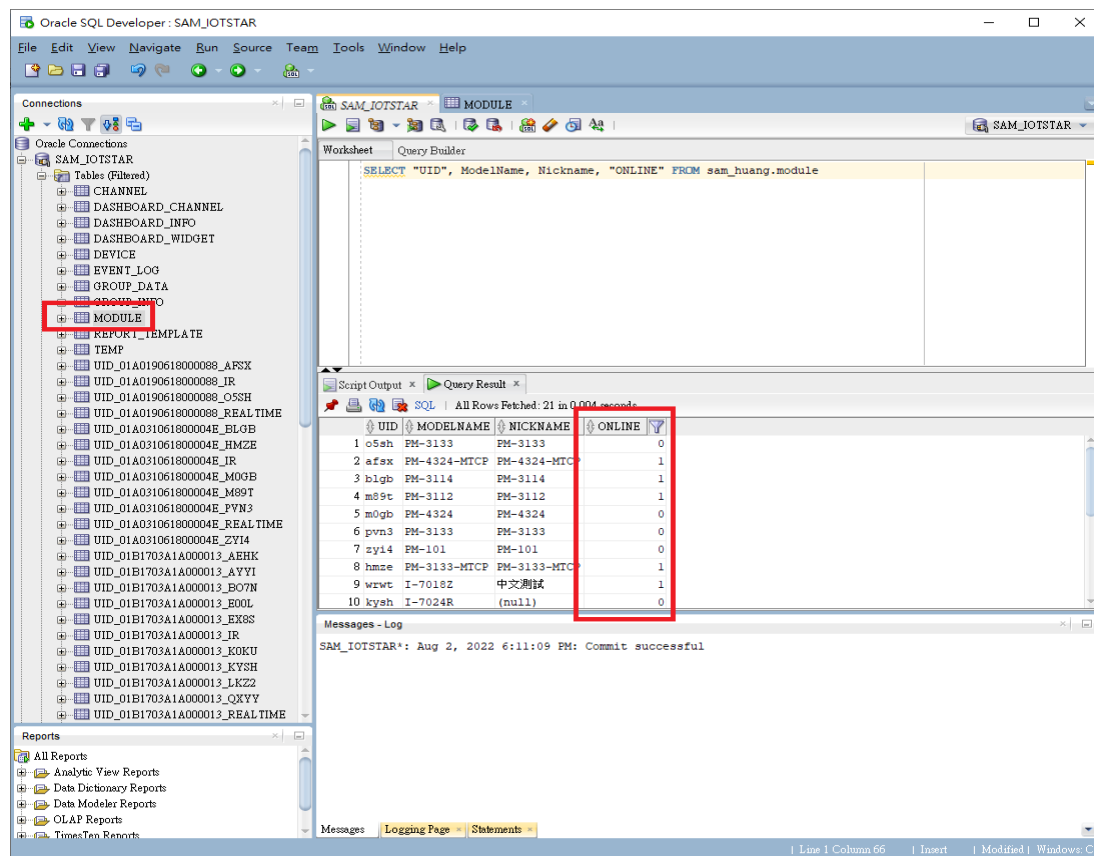 Oracle SQL Developer : SAM_IOTSTAR
File Edit View Navigate Run Source Team Tools Window Help
Connections
Oracle Connections
SAM_IOTSTAR
Tables (Filtered)
CHANNEL
DASHBOARD_CHANNEL
DASHBOARD_INFO
DASHBOARD_WIDGET
DEVICE
EVENT_LOG
GROUP_DATA
GROUP_INFO
MODULE
REPORT_TEMPLATE
TEMP
UID_01A0190618000088_AFSX
UID_01A0190618000088_IR
UID_01A0190618000088_O5SH
UID_01A0190618000088_REALTIME
UID_01A031061800004E_BLGB
UID_01A031061800004E_HMZE
UID_01A031061800004E_IR
UID_01A031061800004E_M0GB
UID_01A031061800004E_M89T
UID_01A031061800004E_PVN3
UID_01A031061800004E_REALTIME
UID_01A031061800004E_ZYI4
UID_01B1703A1A000013_AEHK
UID_01B1703A1A000013_AYYI
UID_01B1703A1A000013_BO7N
UID_01B1703A1A000013_E00L
UID_01B1703A1A000013_EX8S
UID_01B1703A1A000013_IR
UID_01B1703A1A000013_K0KU
UID_01B1703A1A000013_KYSH
UID_01B1703A1A000013_LKZ2
UID_01B1703A1A000013_QXYY
UID_01B1703A1A000013_REALTIME
Reports
All Reports
Analytic View Reports
Data Dictionary Reports
Data Modeler Reports
OLAP Reports
TimesTen Reports
SAM_IOTSTAR MODULE
SAM_IOTSTAR
Worksheet Query Builder
SELECT "UID", ModelName, Nickname, "ONLINE" FROM sam_huang.module
Script Output Query Result
SQL | All Rows Fetched: 21 in 0.004 seconds
UID MODELNAME NICKNAME ONLINE
1 o5sh PM-3133 PM-3133 0
2 afsx PM-4324-MTCP PM-4324-MTCP 1
3 blgb PM-3114 PM-3114 1
4 m89t PM-3112 PM-3112 1
5 m0gb PM-4324 PM-4324 0
6 pvn3 PM-3133 PM-3133 0
7 zyi4 PM-101 PM-101 0
8 hmze PM-3133-MTCP PM-3133-MTCP 1
9 wrwt I-7018Z 中文測試 1
10 kysh I-7024R (null) 0
Messages - Log
SAM_IOTSTAR*: Aug 2, 2022 6:11:09 PM: Commit successful
Messages Logging Page Statements
| Line 1 Column 66 | Insert | Modified | Windows: C